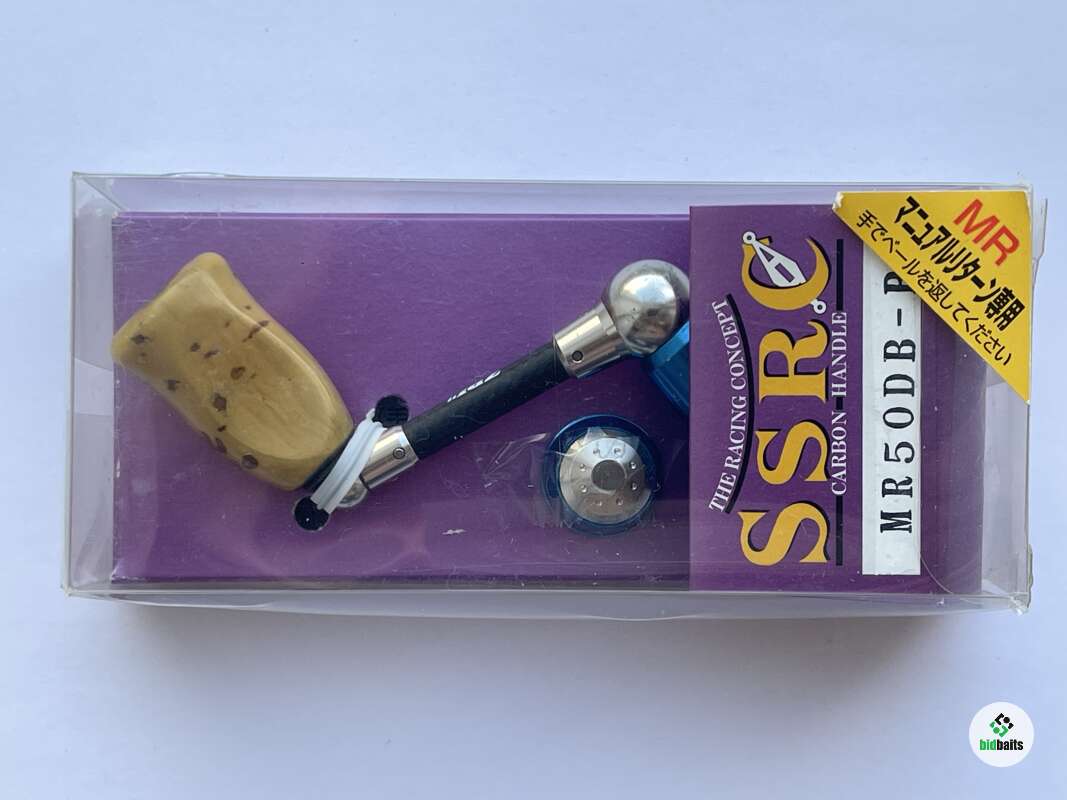 MR
マニュアルリターン専用
手でベールを返してください
THE RACING CONCEPT
SSRC
CARBON HANDLE
MR50DB-
bidbaits